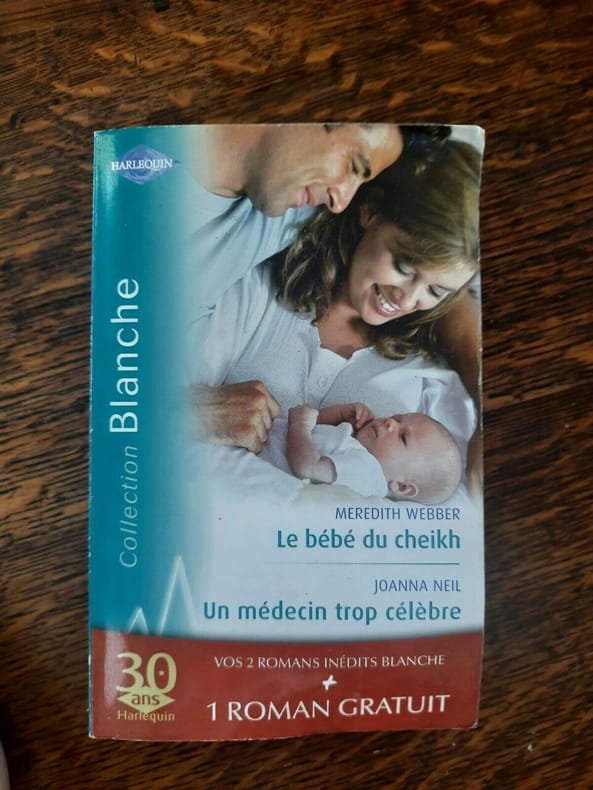 HARLEQUIN
Collection Blanche
MEREDITH WEBBER
Le bébé du cheikh
JOANNA NEIL
Un médecin trop célèbre
30
ans
Harlequin
VOS 2 ROMANS INÉDITS BLANCHE
+
1 ROMAN GRATUIT